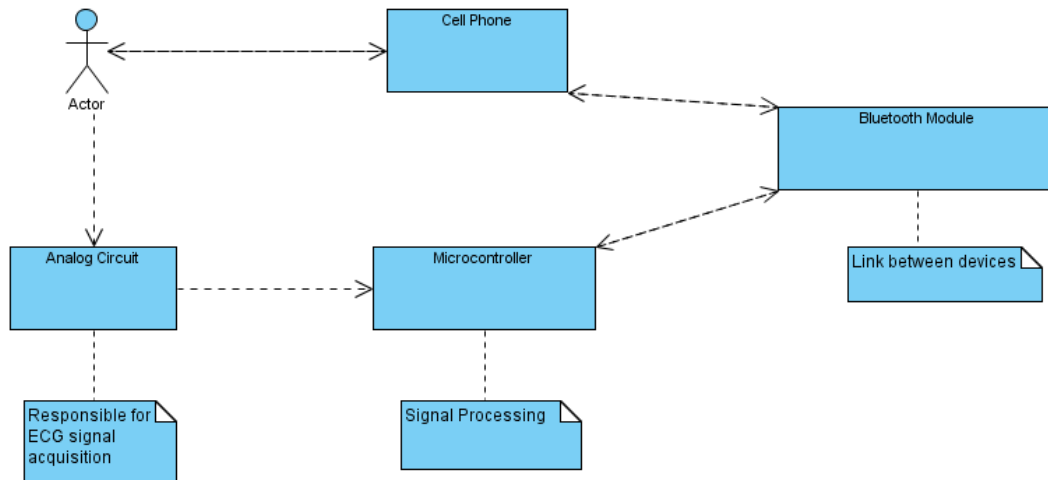 Cell Phone
Actor
Bluetooth Module
Analog Circuit
Microcontroller
Link between devices
Responsible for
ECG signal
acquisition
Signal Processing